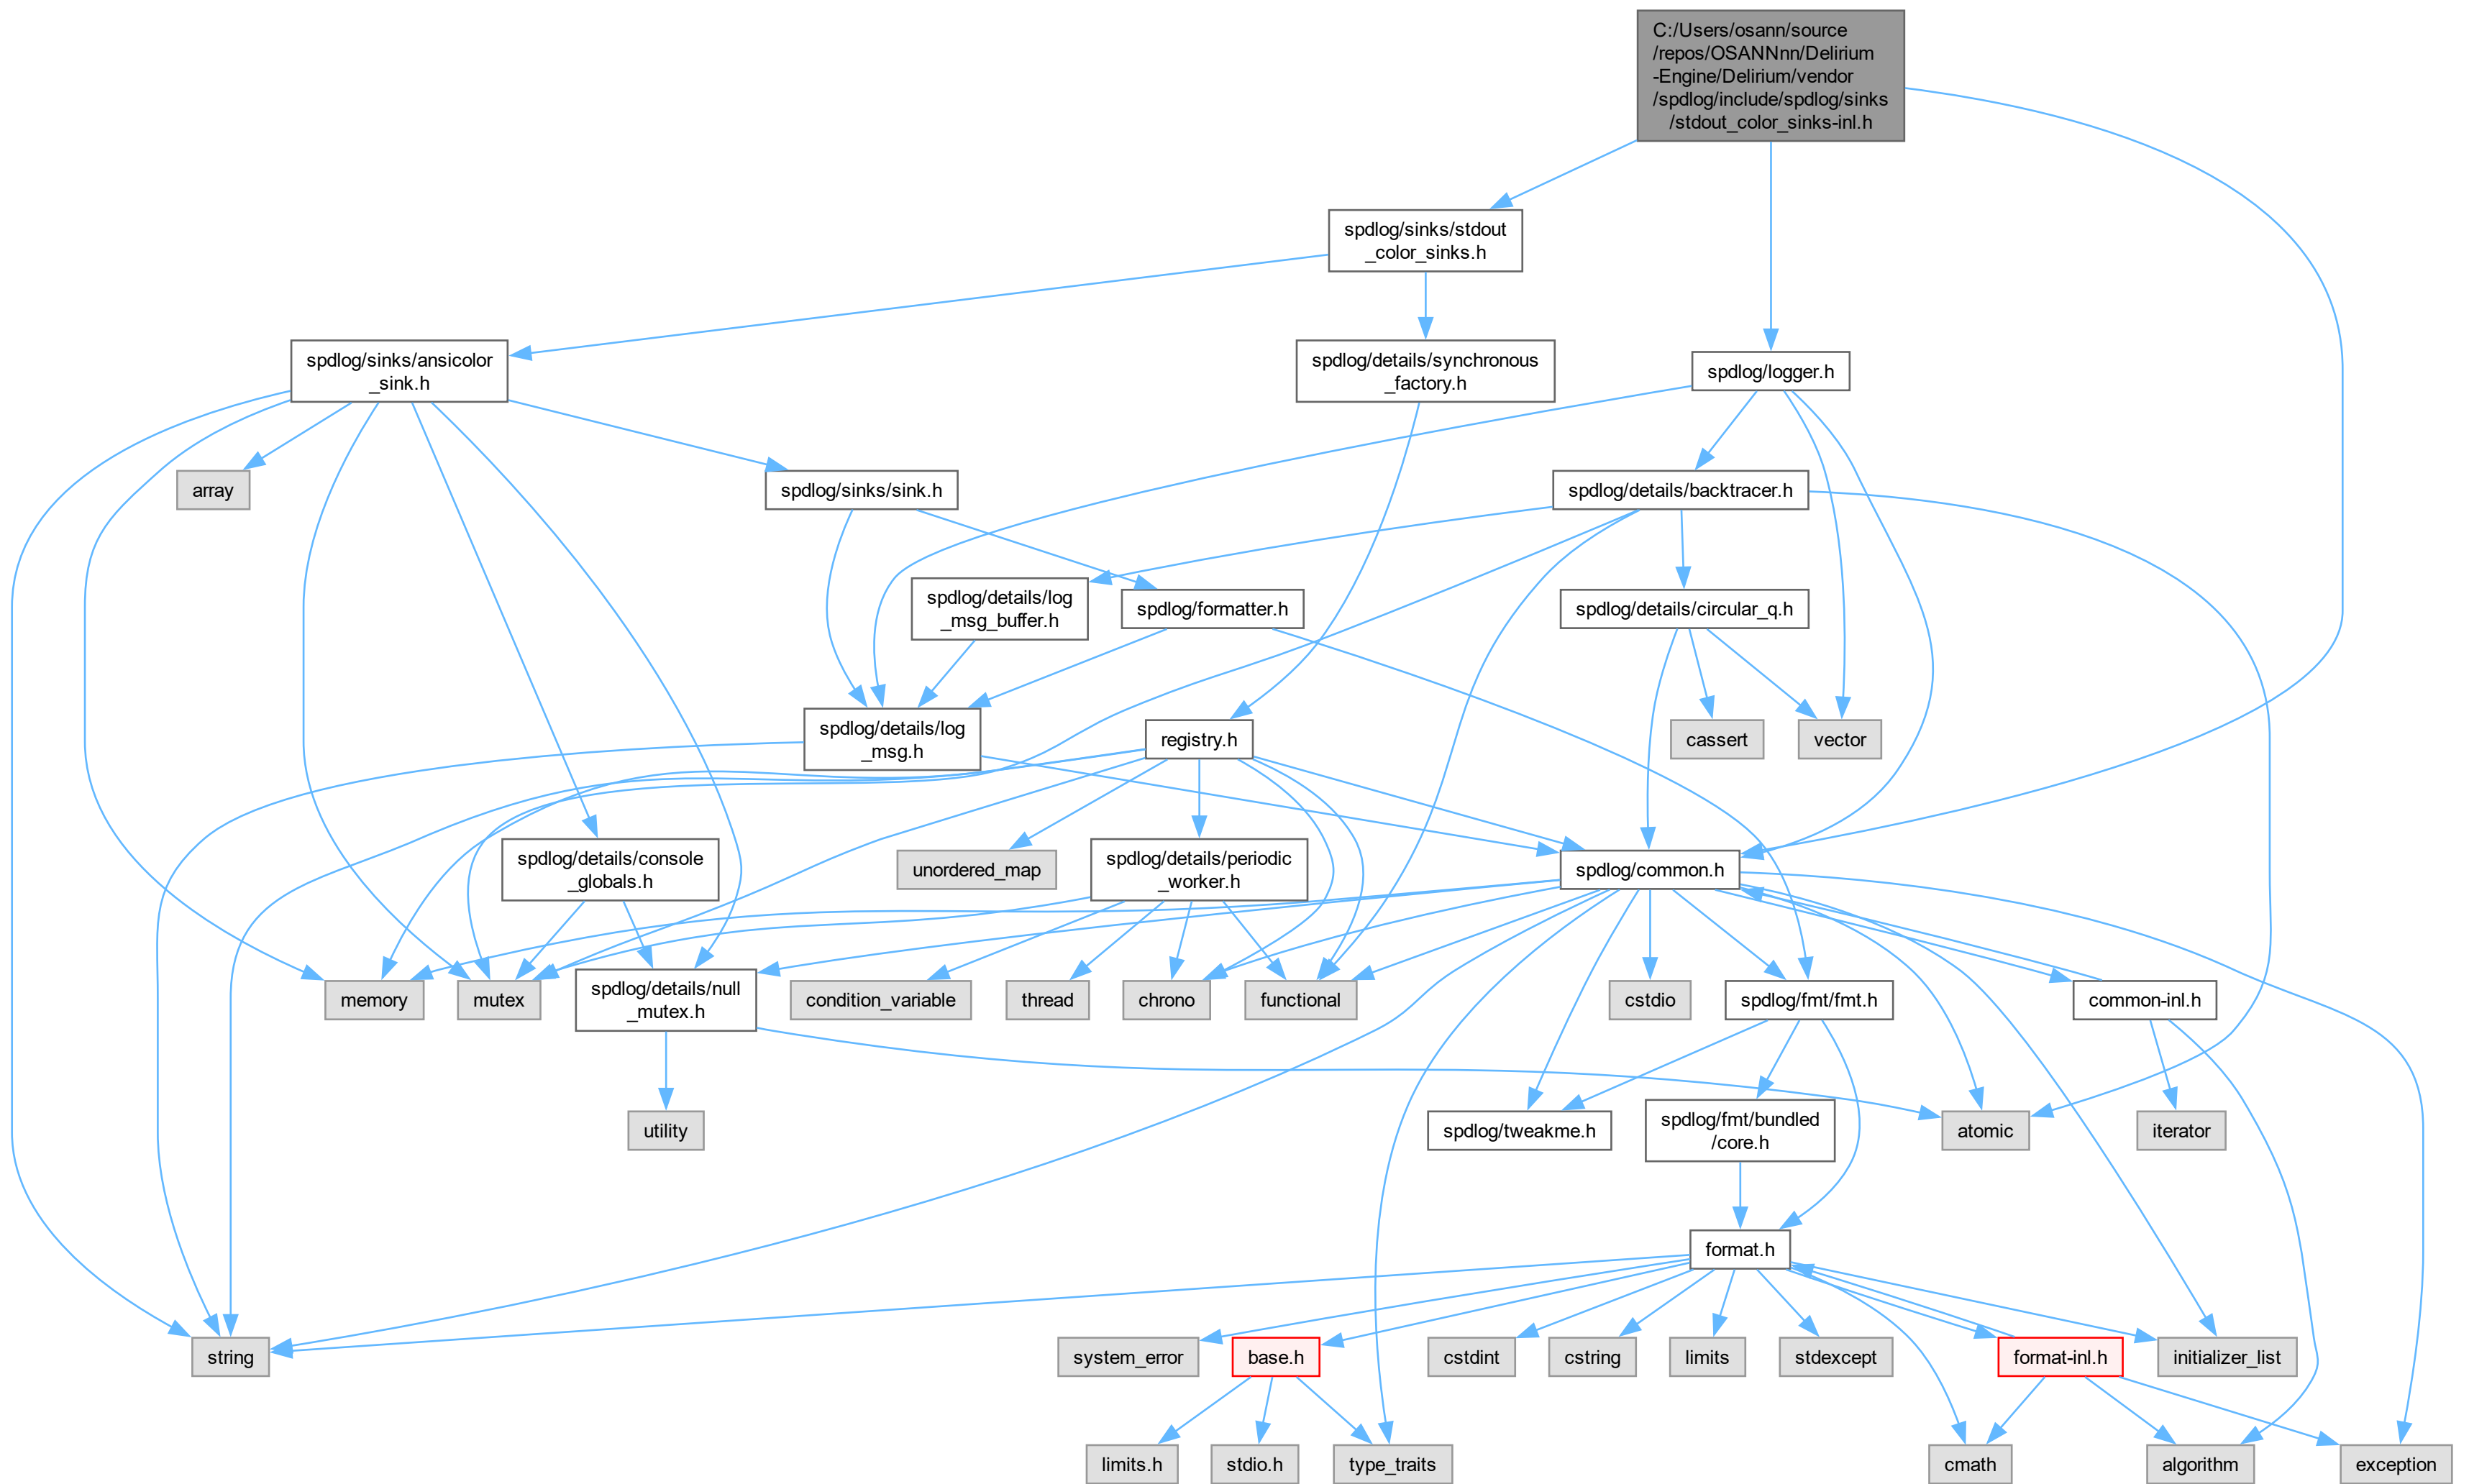 C:/Users/osann/source
/repos/OSANNnn/Delirium
-Engine/Delirium/vendor
/spdlog/include/spdlog/sinks
/stdout_color_sinks-inl.h
spdlog/sinks/stdout
_color_sinks.h
spdlog/sinks/ansicolor
_sink.h
spdlog/details/synchronous
_factory.h
spdlog/logger.h
array
spdlog/sinks/sink.h
spdlog/details/backtracer.h
spdlog/details/log
_msg_buffer.h
spdlog/formatter.h
spdlog/details/circular_q.h
spdlog/details/log
_msg.h
registry.h
cassert
vector
spdlog/details/console
_globals.h
unordered_map
spdlog/details/periodic
_worker.h
spdlog/common.h
memory
mutex
spdlog/details/null
_mutex.h
condition_variable
thread
chrono
functional
cstdio
spdlog/fmt/fmt.h
common-inl.h
utility
spdlog/tweakme.h
spdlog/fmt/bundled
/core.h
atomic
iterator
format.h
string
system_error
base.h
cstdint
cstring
limits
stdexcept
format-inl.h
initializer_list
limits.h
stdio.h
type_traits
cmath
algorithm
exception